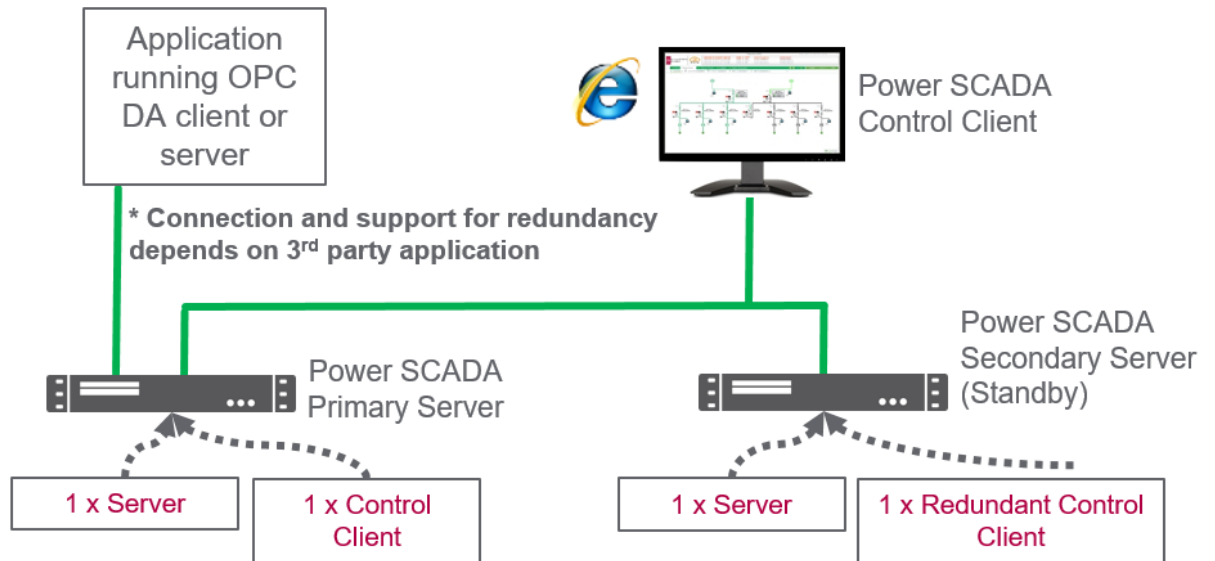 Application
running OPC
DA client or
server
Power SCADA
Control Client
* Connection and support for redundancy
depends on 3rd party application
Power SCADA
Primary Server
Power SCADA
Secondary Server
(Standby)
1 x Server
1 x Control
Client
1 x Server
1 x Redundant Control
Client